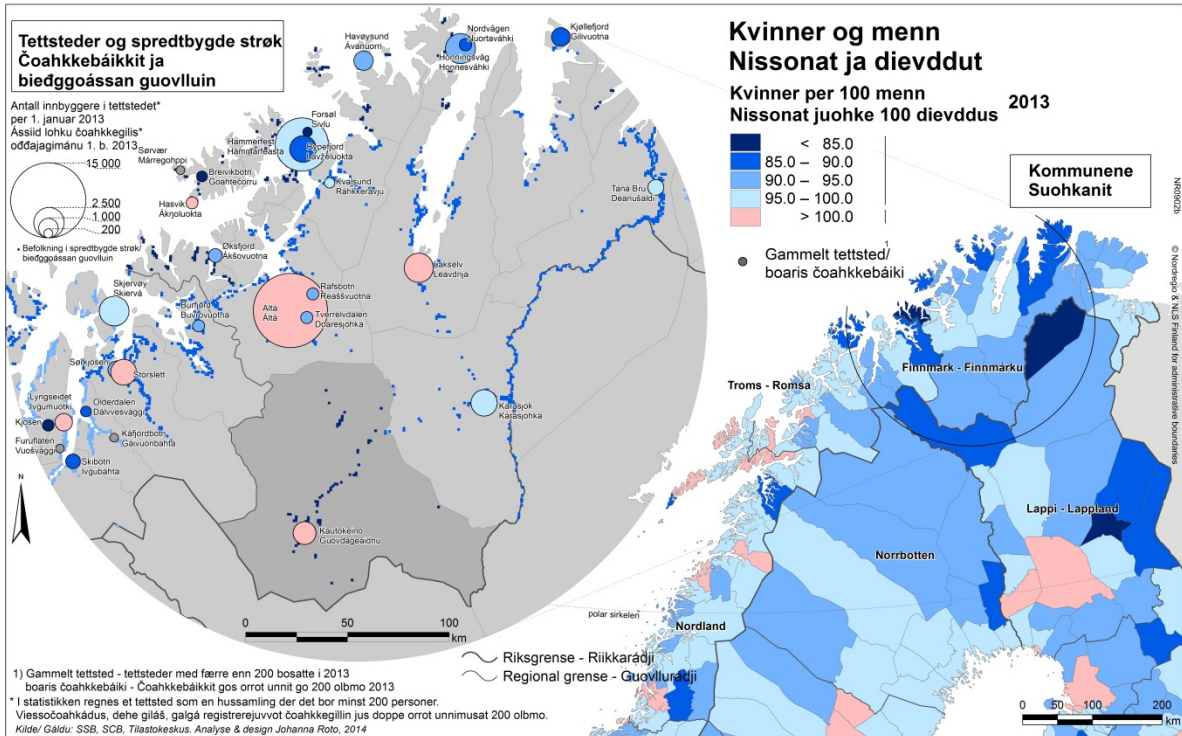 Tettsteder og spredtbygde strøk
Čoahkkebáikkit ja
bieđggoássan guovlluin
Antall innbyggere i tettstedet*
per 1. januar 2013
Ássiid lohku čoahkkegilis*
ođđajagimánu 1. b. 2013
15 000
2.500
1.000
200
• Befolkning i spredtbygde strøk/
bieđggoássan guovlluin
Sørvær
Márregohppi
Breivikbotn
Goahtečorru
Hasvik
Ákŋoluokta
Havøysund
Ávanuorri
Nordvågen
Nuortaváhki
Honningsvåg
Honnesváhki
Kjøllefjord
Gilivuotna
Forsøl
Sivlu
Hammerfest
Hámmárfeasta
Rypefjord
Lávželuokta
Kvalsund
Ráhkkerávju
Tana Bru
Deanušaldi
Øksfjord
Ákšovuotna
Lakselv
Leavdnja
Skjervøy
Skiervá
Burfjord
Buvrovuotha
Alta
Áltá
Rafsbotn
Reaššvuotna
Tverrelvdalen
Doaresjohka
Sørkjosen
Storslett
Lyngseidet
Ivgumuotki
Olderdalen
Dálvvesvággi
Kjosen
Furuflaten
Vuošvággi
Káfjordbotn
Gáivuonbahta
Skibotn
Ivgubahta
Karasjok
Kárášjohka
Kautokeino
Guovdageaidnu
N
0 50 100
km
Riksgrense - Riikkarádji
Regional grense - Guovllurádji
1) Gammelt tettsted - tettsteder med færre enn 200 bosatte i 2013
boaris čoahkkebáiki - Čoahkkebáikkit gos orrot unnit go 200 olbmo 2013
* I statistikken regnes et tettsted som en hussamling der det bor minst 200 personer.
Viessočoahkádus, dehe giláš, galgá registrerejuvvot čoahkkegillin jus doppe orrot unnimusat 200 olbmo.
Kilde/ Gáldu: SSB, SCB, Tilastokeskus. Analyse & design Johanna Roto, 2014
Kvinner og menn
Nissonat ja dievddut
Kvinner per 100 menn
Nissonat juohke 100 dievddus
2013
< 85.0
85.0 – 90.0
90.0 – 95.0
95.0 – 100.0
> 100.0
Gammelt tettsted¹/
boaris čoahkkebáiki
Kommunene
Suohkanit
NR0902b
© Nordregio & NLS Finland for administrative boundaries
Troms - Romsa
Finnmark - Finnmárku
Lappi - Lappland
Norrbotten
Nordland
polar sirkelen
0 50 100 200
km